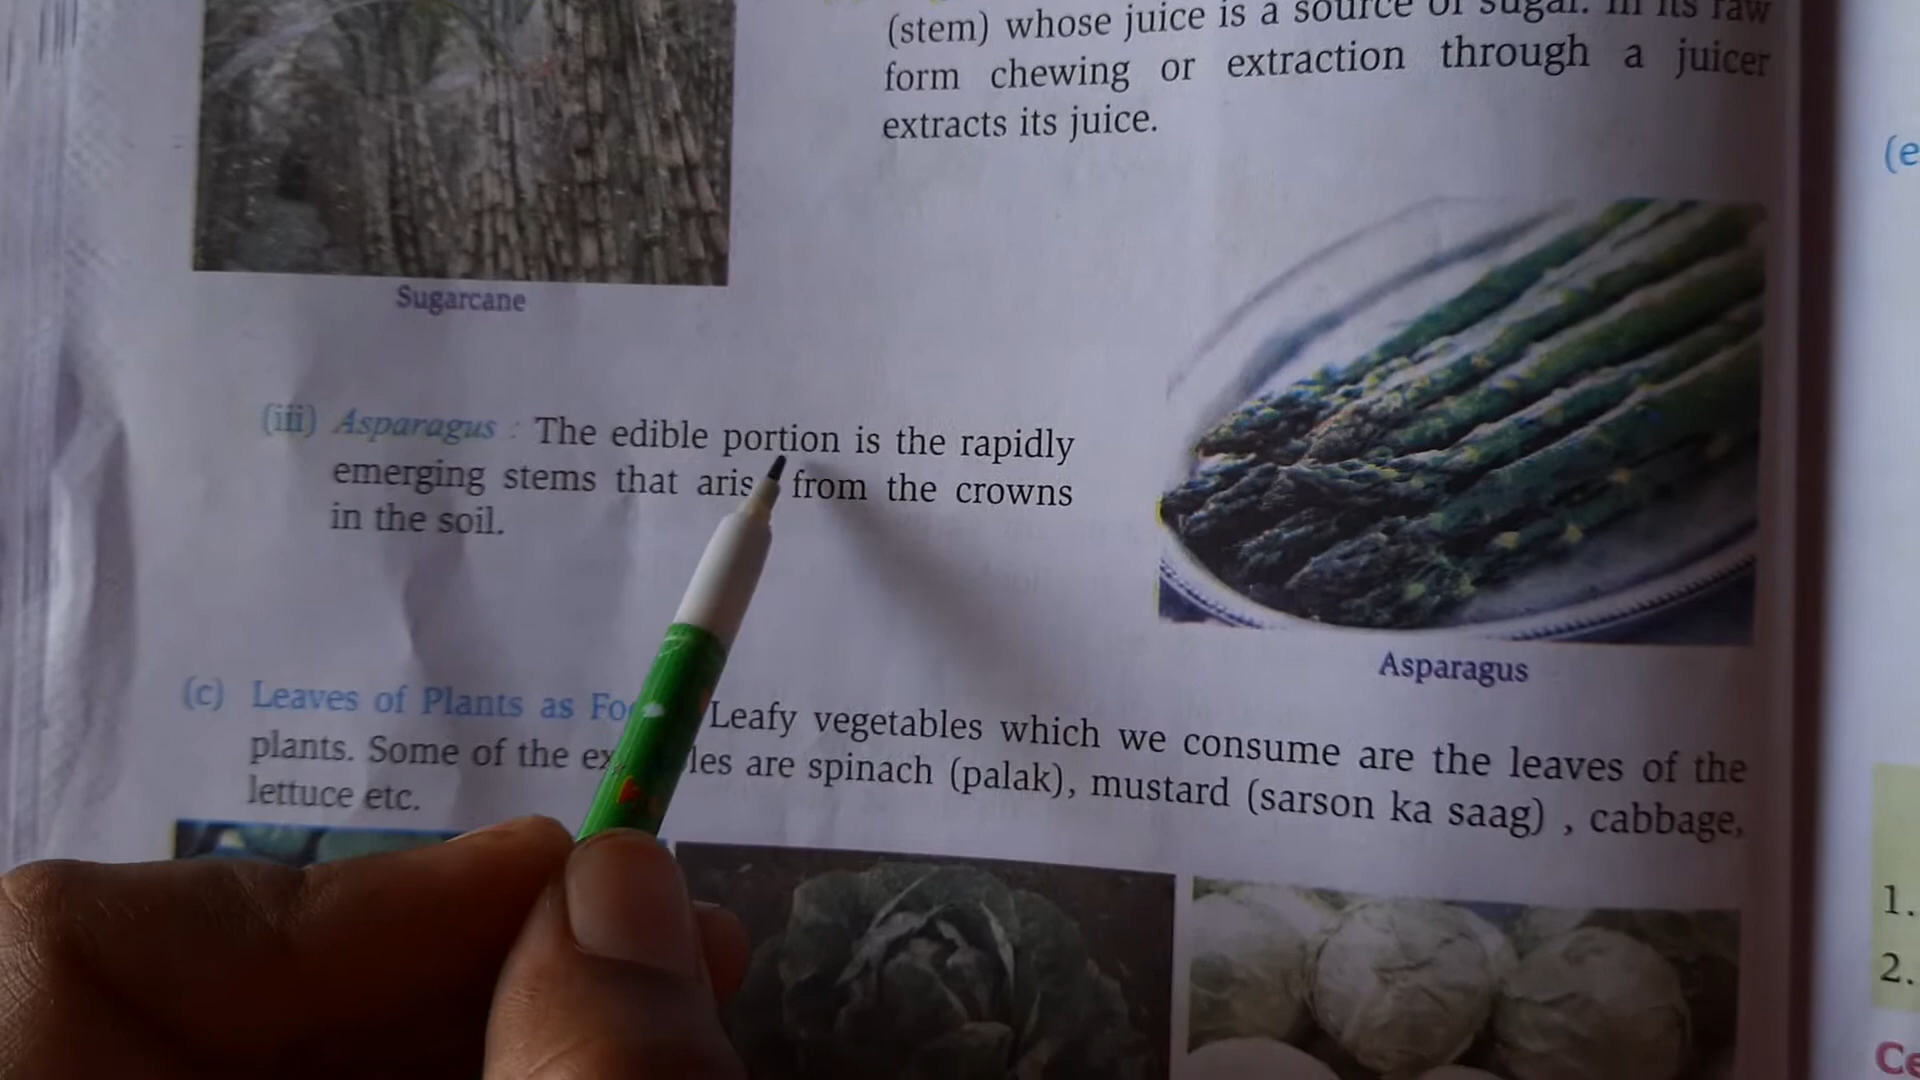 (stem) whose juice is a source of sugar. In its raw
form chewing or extraction through a juicer
extracts its juice.
Sugarcane
(iii) Asparagus : The edible portion is the rapidly
emerging stems that aris from the crowns
in the soil.
Asparagus
(c) Leaves of Plants as Fo Leafy vegetables which we consume are the leaves of the
plants. Some of the ex les are spinach (palak), mustard (sarson ka saag) , cabbage,
lettuce etc.
(e
1.
2.
Ce